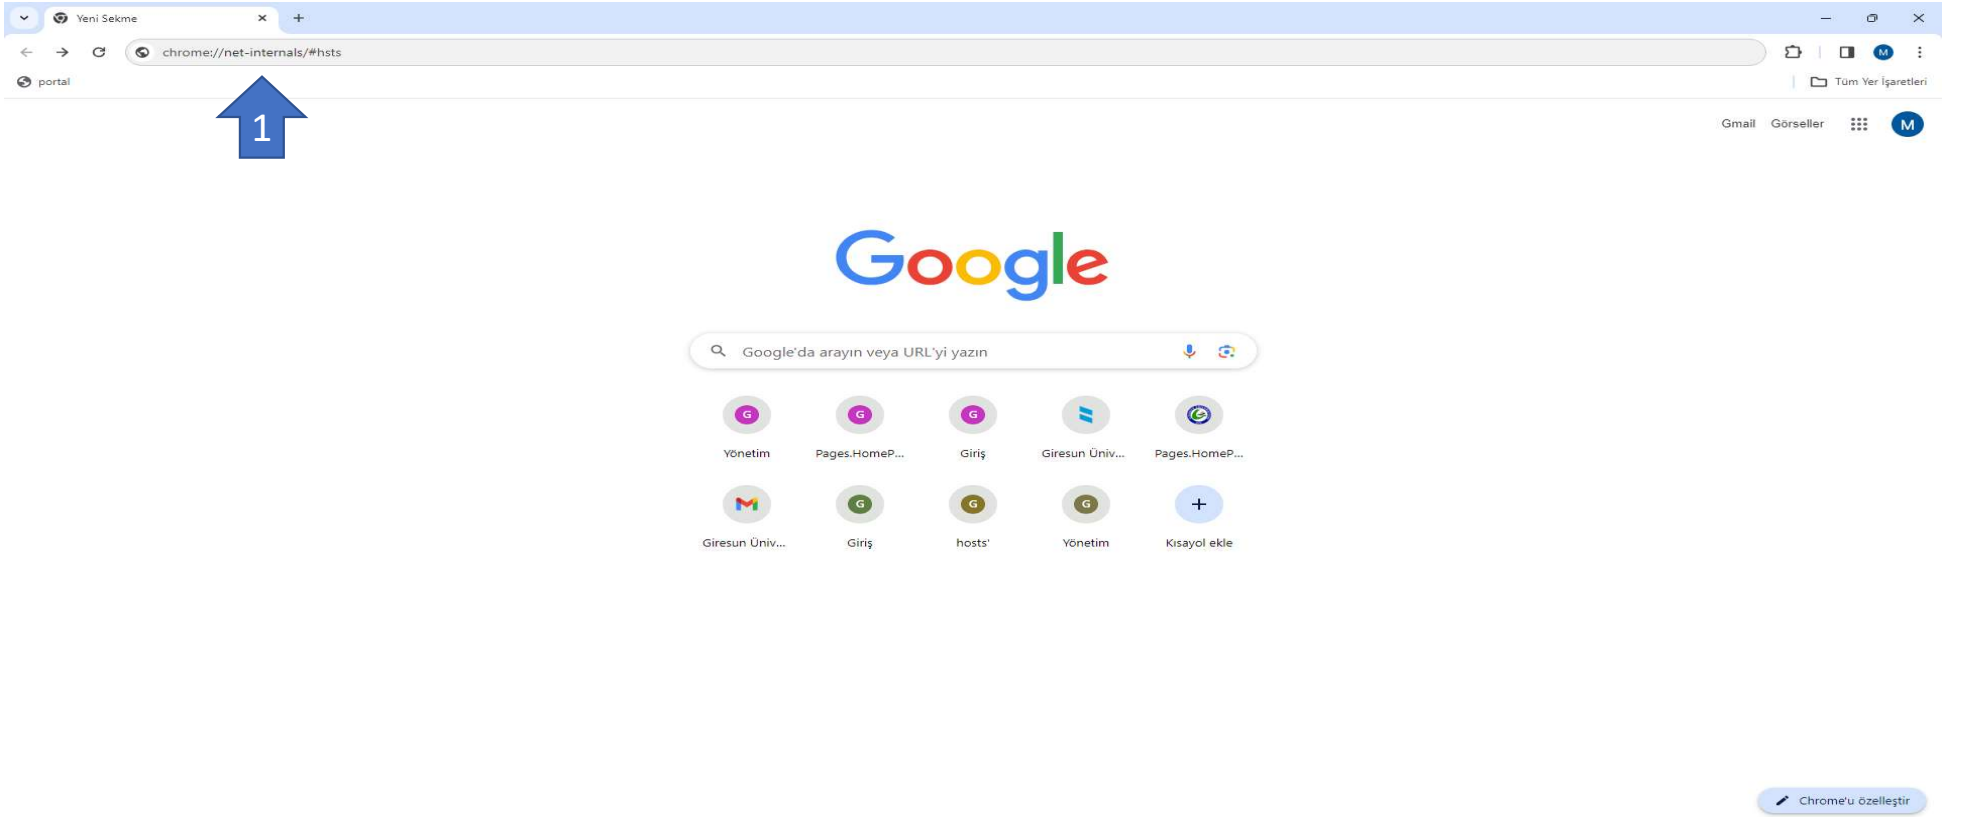 Yeni Sekme
chrome://net-internals/#hsts
portal
Tüm Yer İşaretleri
1
Gmail Görseller M
Google
Google'da arayın veya URL'yi yazın
G G G
Yönetim Pages.HomeP... Giriş Giresun Üniv... Pages.HomeP...
G G G
Giresun Üniv... Giriş hosts' Yönetim Kısayol ekle
Chrome'u özelleştir